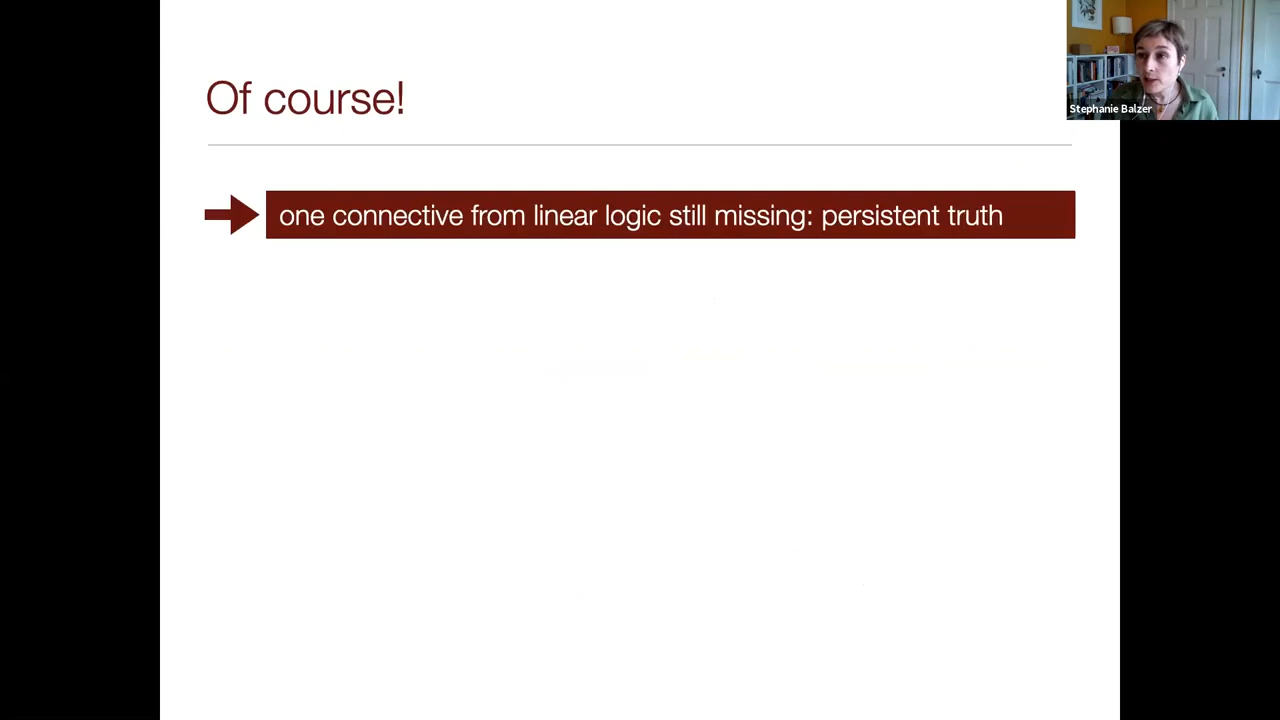 Of course!
one connective from linear logic still missing: persistent truth
Stephanie Balzer